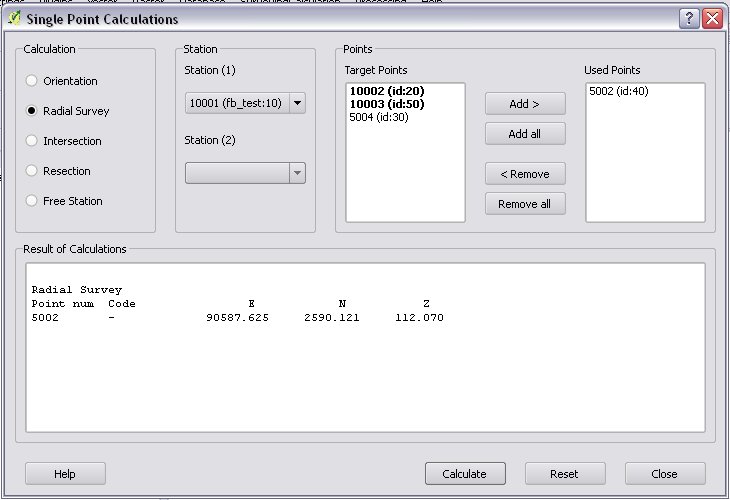 Single Point Calculations
Calculation
Orientation
Radial Survey
Intersection
Resection
Free Station
Station
Station (1)
10001 (fb_test:10)
Station (2)
Points
Target Points
10002 (id:20)
10003 (id:50)
5004 (id:30)
Add >
Add all
< Remove
Remove all
Used Points
5002 (id:40)
Result of Calculations
Radial Survey
Point num Code E N Z
5002 - 90587.625 2590.121 112.070
Help
Calculate
Reset
Close